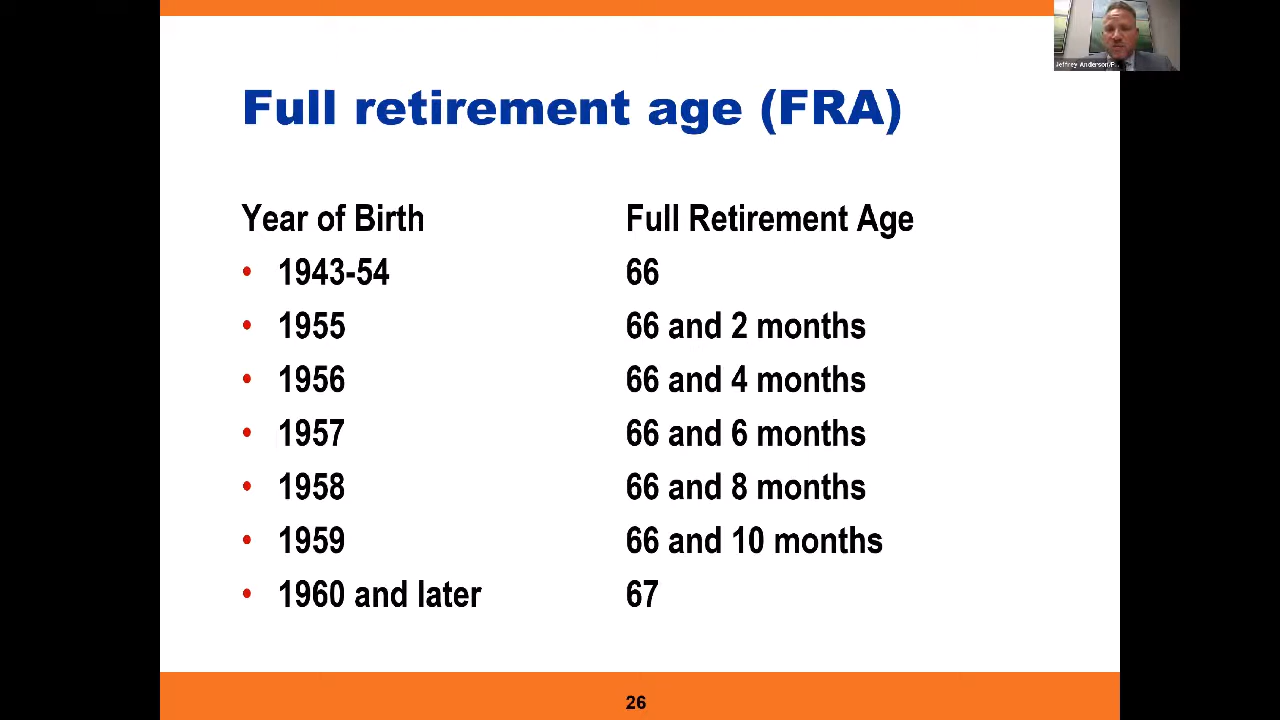 Jeffrey Anderson/P...
Full retirement age (FRA)
Year of Birth Full Retirement Age
• 1943-54 66
• 1955 66 and 2 months
• 1956 66 and 4 months
• 1957 66 and 6 months
• 1958 66 and 8 months
• 1959 66 and 10 months
• 1960 and later 67
26